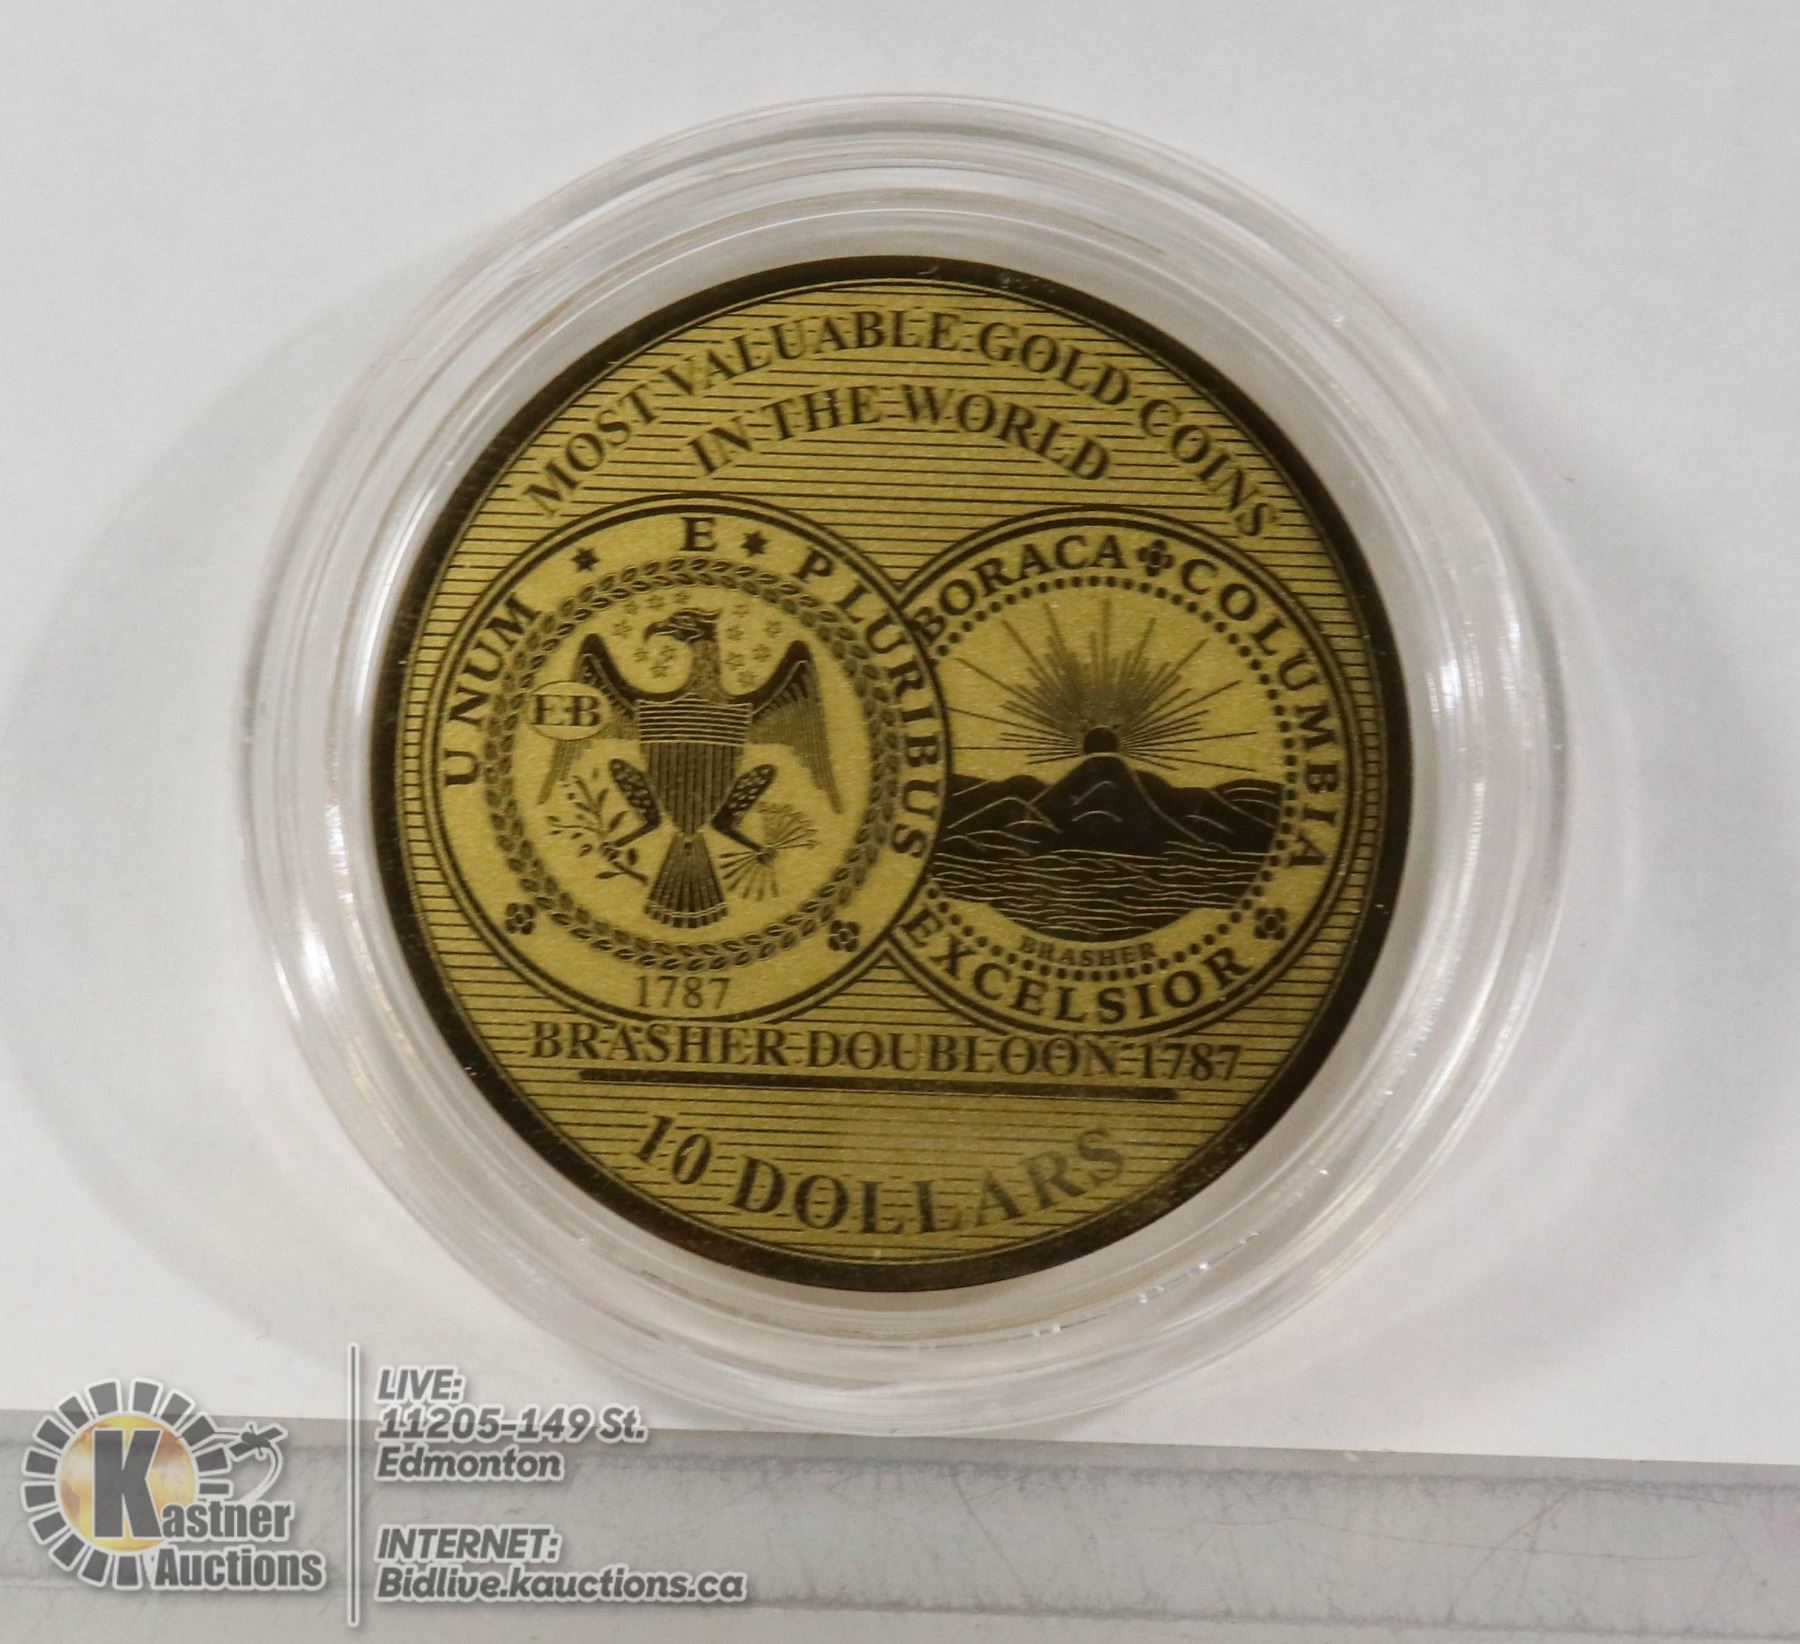 MOST VALUABLE GOLD COINS
IN THE WORLD
UNUM * E * PLURIBUS
EB
1787
BORACA COLUMBIA
BRASHER
EXCELSIOR
BRASHER DOUBLOON 1787
10 DOLLARS
Kastner
Auctions
LIVE:
11205-149 St.
Edmonton
INTERNET:
Bidlive.kauctions.ca